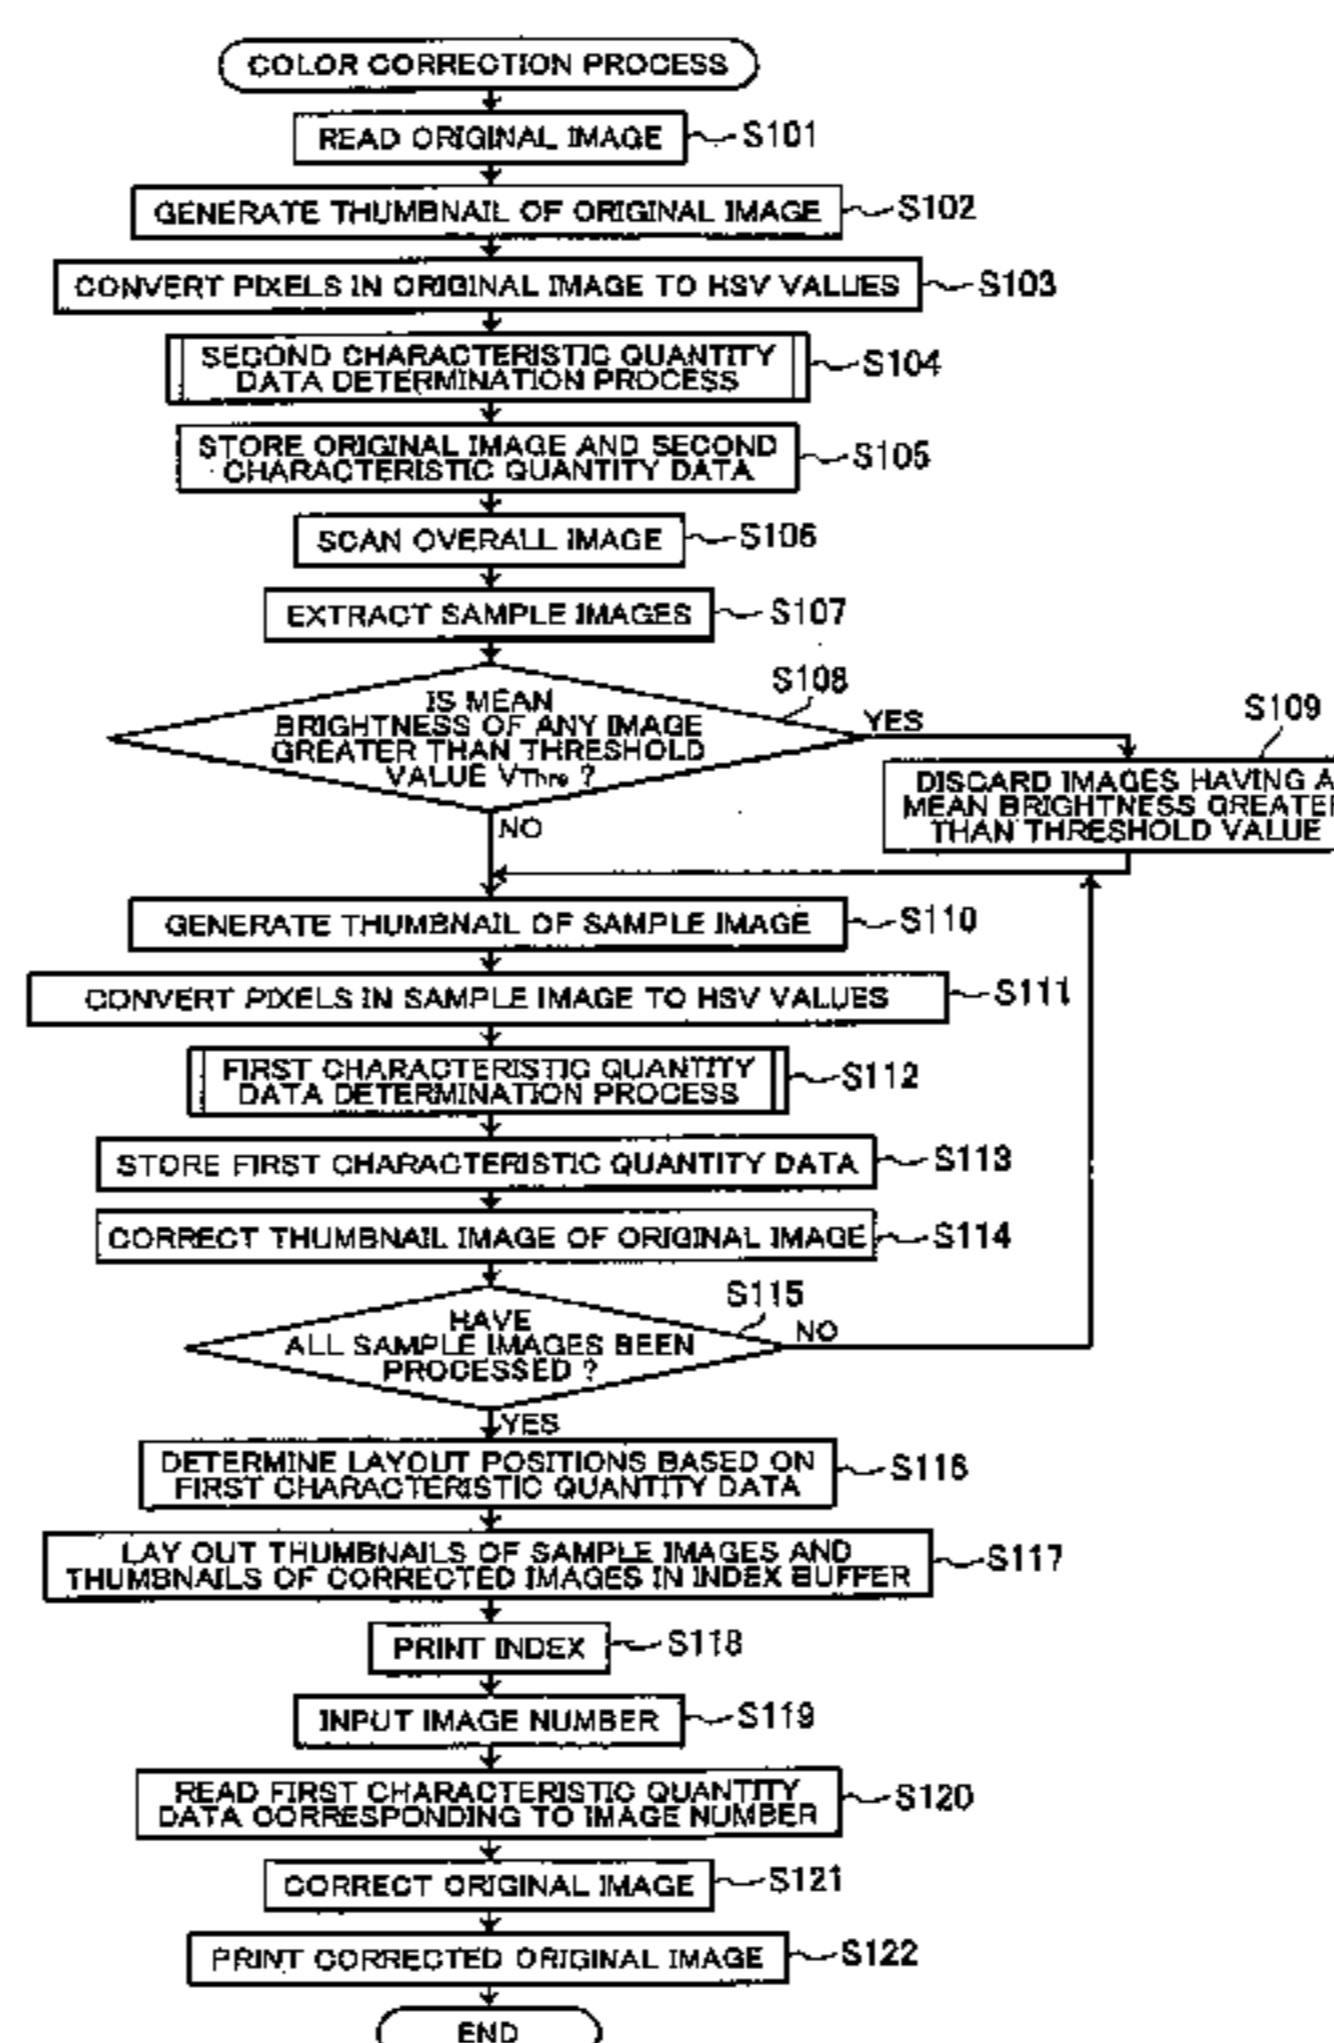 COLOR CORRECTION PROCESS
READ ORIGINAL IMAGE
S101
GENERATE THUMBNAIL OF ORIGINAL IMAGE
S102
CONVERT PIXELS IN ORIGINAL IMAGE TO HSV VALUES
S103
SECOND CHARACTERISTIC QUANTITY
DATA DETERMINATION PROCESS
S104
STORE ORIGINAL IMAGE AND SECOND
CHARACTERISTIC QUANTITY DATA
S105
SCAN OVERALL IMAGE
S106
EXTRACT SAMPLE IMAGES
S107
S108
IS MEAN
BRIGHTNESS OF ANY IMAGE
GREATER THAN THRESHOLD
VALUE VThre ?
YES
NO
S109
DISCARD IMAGES HAVING A
MEAN BRIGHTNESS GREATER
THAN THRESHOLD VALUE
GENERATE THUMBNAIL OF SAMPLE IMAGE
S110
CONVERT PIXELS IN SAMPLE IMAGE TO HSV VALUES
S111
FIRST CHARACTERISTIC QUANTITY
DATA DETERMINATION PROCESS
S112
STORE FIRST CHARACTERISTIC QUANTITY DATA
S113
CORRECT THUMBNAIL IMAGE OF ORIGINAL IMAGE
S114
S115
HAVE
ALL SAMPLE IMAGES BEEN
PROCESSED ?
NO
YES
DETERMINE LAYOUT POSITIONS BASED ON
FIRST CHARACTERISTIC QUANTITY DATA
S116
LAY OUT THUMBNAILS OF SAMPLE IMAGES AND
THUMBNAILS OF CORRECTED IMAGES IN INDEX BUFFER
S117
PRINT INDEX
S118
INPUT IMAGE NUMBER
S119
READ FIRST CHARACTERISTIC QUANTITY
DATA CORRESPONDING TO IMAGE NUMBER
S120
CORRECT ORIGINAL IMAGE
S121
PRINT CORRECTED ORIGINAL IMAGE
S122
END